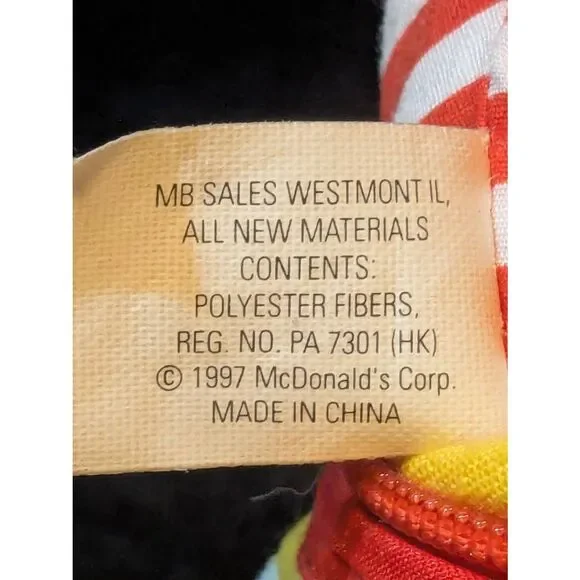 MB SALES WESTMONT IL,
ALL NEW MATERIALS
CONTENTS:
POLYESTER FIBERS,
REG. NO. PA 7301 (HK)
© 1997 McDonald's Corp.
MADE IN CHINA